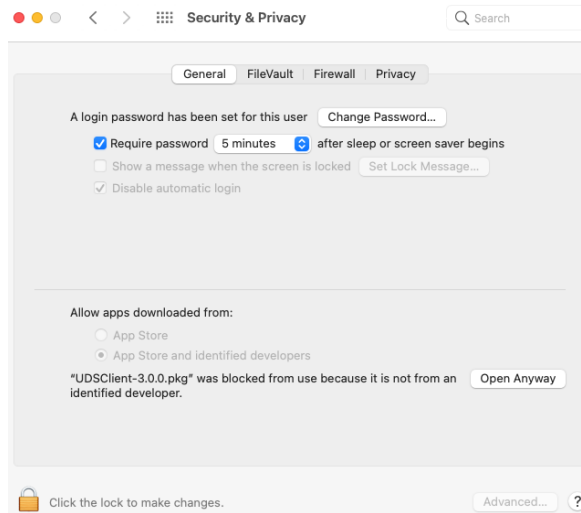 Security & Privacy
Search
General FileVault Firewall Privacy
A login password has been set for this user Change Password...
Require password 5 minutes after sleep or screen saver begins
Show a message when the screen is locked Set Lock Message...
Disable automatic login
Allow apps downloaded from:
App Store
App Store and identified developers
“UDSClient-3.0.0.pkg” was blocked from use because it is not from an Open Anyway
identified developer.
Click the lock to make changes. Advanced... ?